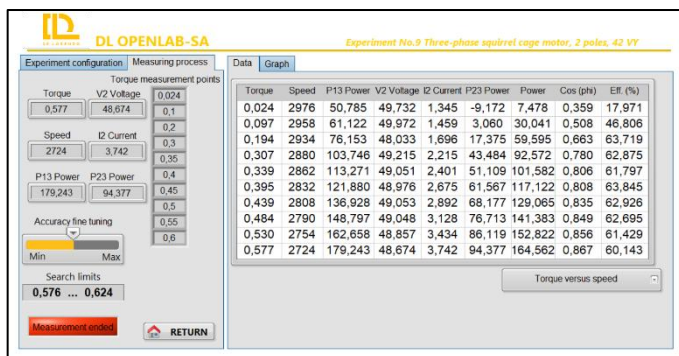 DL OPENLAB-SA
Experiment No.9 Three-phase squirrel cage motor, 2 poles, 42 VY
Experiment configuration Measuring process
Torque measurement points
Torque V2 Voltage
0,577 48,674
Speed I2 Current
2724 3,742
P13 Power P23 Power
179,243 94,377
0,024
0,1
0,2
0,3
0,35
0,4
0,45
0,5
0,55
0,6
Accuracy fine tuning
Min Max
Search limits
0,576 ... 0,624
Measurement ended
RETURN
Data Graph
Torque Speed P13 Power V2 Voltage I2 Current P23 Power Power Cos (phi) Eff. (%)
0,024 2976 50,785 49,732 1,345 -9,172 7,478 0,359 17,971
0,097 2958 61,122 49,972 1,459 3,060 30,041 0,508 46,806
0,194 2934 76,153 48,033 1,696 17,375 59,595 0,663 63,719
0,307 2880 103,746 49,215 2,215 43,484 92,572 0,780 62,875
0,339 2862 113,271 49,051 2,401 51,109 101,582 0,806 61,797
0,395 2832 121,880 48,976 2,675 61,567 117,122 0,808 63,845
0,439 2808 136,928 49,053 2,892 68,177 129,065 0,835 62,926
0,484 2790 148,797 49,048 3,128 76,713 141,383 0,849 62,695
0,530 2754 162,658 48,857 3,434 86,119 152,822 0,856 61,429
0,577 2724 179,243 48,674 3,742 94,377 164,562 0,867 60,143
Torque versus speed